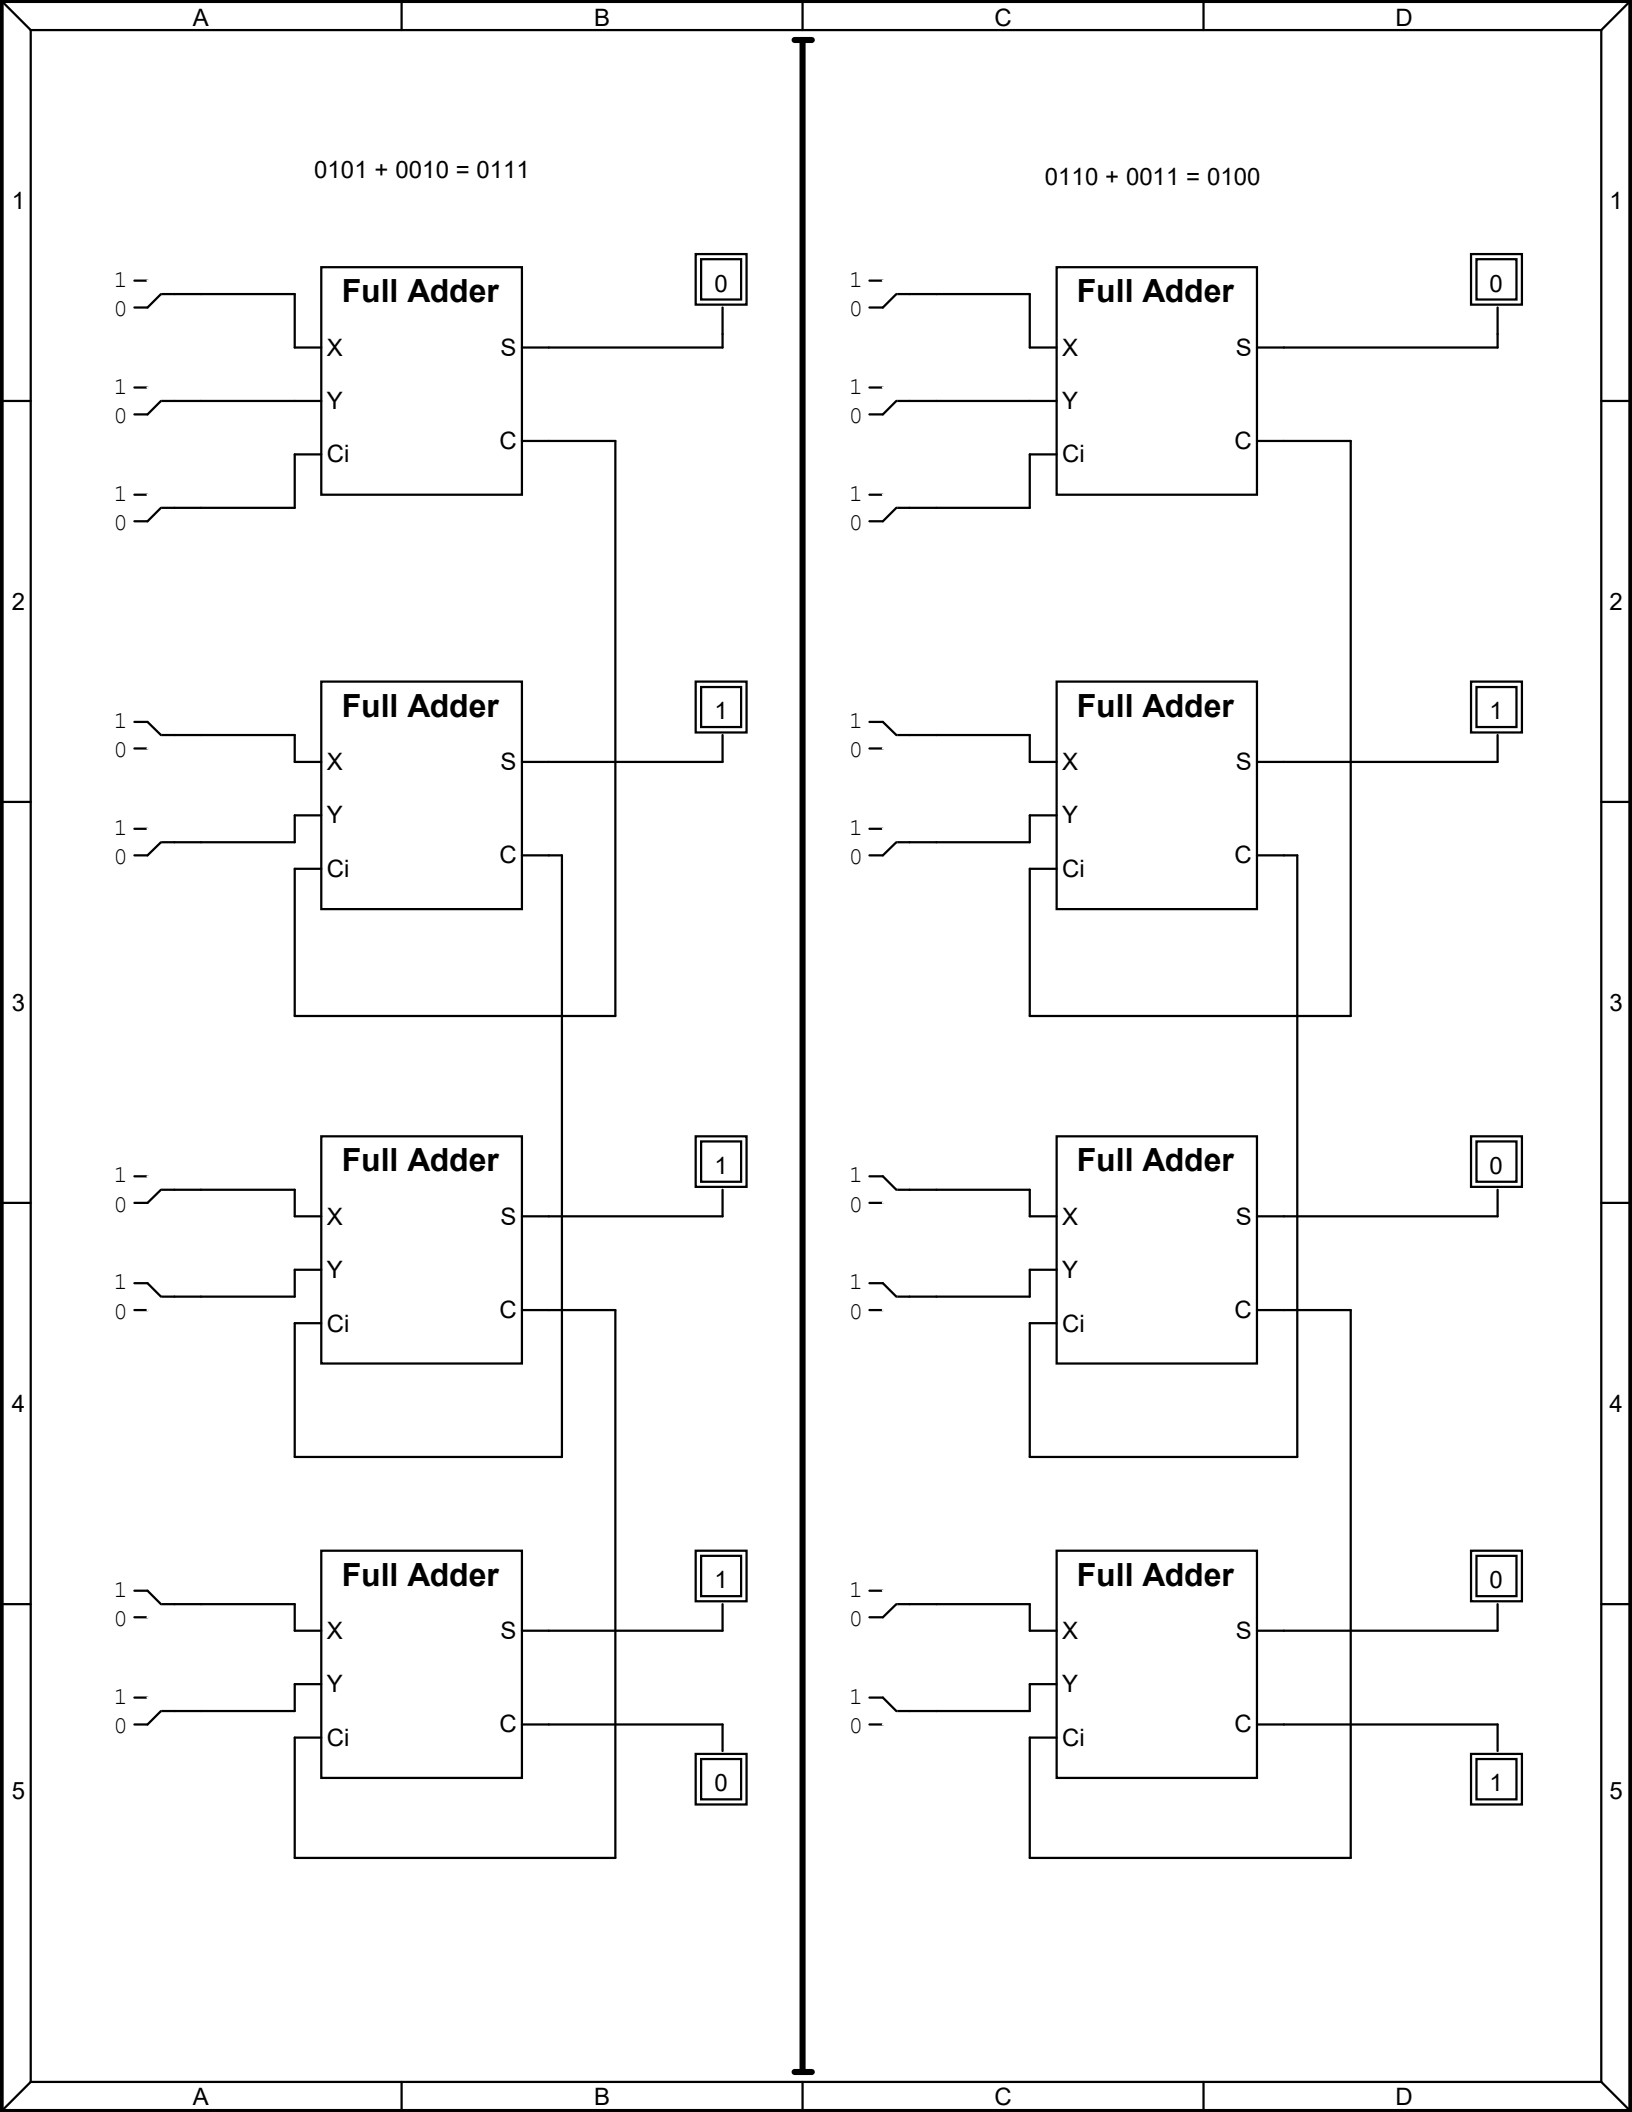 A B C D
0101 + 0010 = 0111
0110 + 0011 = 0100
1 1
1 Full Adder 0
0
X S
1
0 Y
Ci C
1
0
1 Full Adder 0
0
X S
1
0 Y
Ci C
1
0
2 2
1 Full Adder 1
0
X S
1 Y
0 Ci C
1 Full Adder 1
0
X S
1 Y
0 Ci C
3 3
1 Full Adder 1
0
X S
1 Y
0 Ci C
1 Full Adder 0
0
X S
1 Y
0 Ci C
4 4
1 Full Adder 1
0
X S
1 Y
0 Ci C
0
1 Full Adder 0
0
X S
1 Y
0 Ci C
1
5 5
A B C D